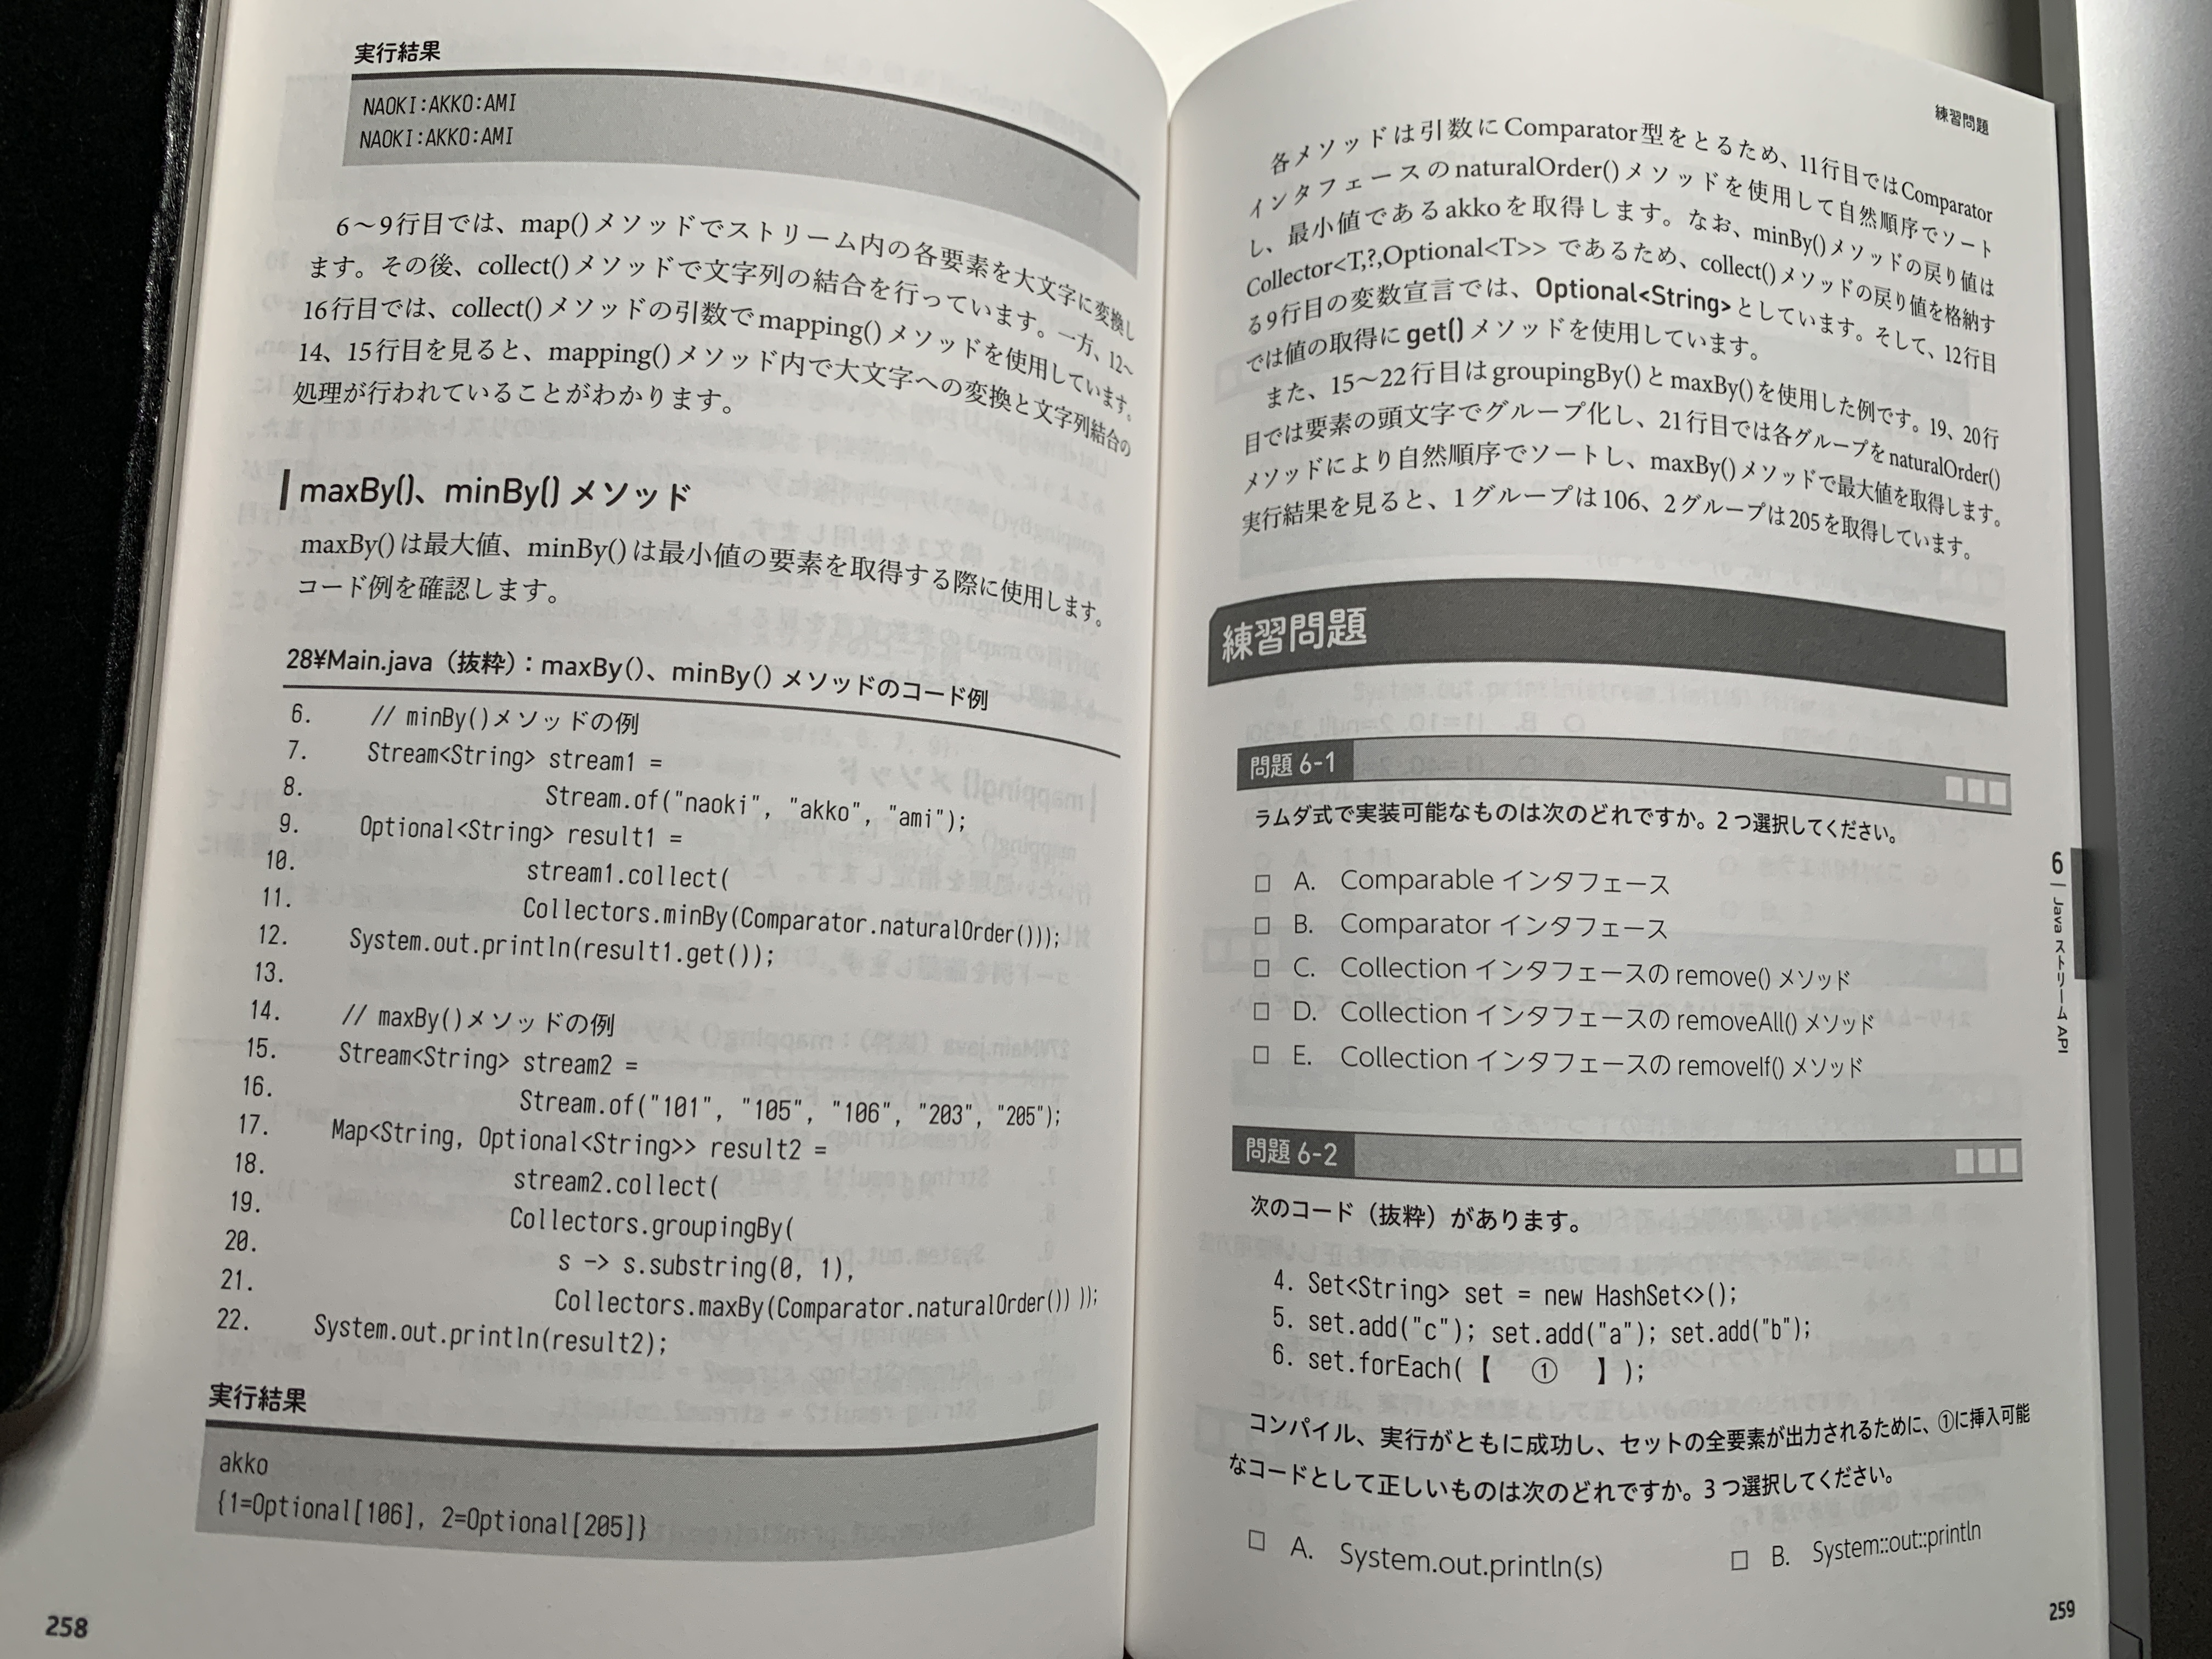 実行結果
NAOKI:AKKO:AMI
NAOKI:AKKO:AMI
6～9行目では、map()メソッドでストリーム内の各要素を大文字に変換し
ます。その後、collect()メソッドで文字列の結合を行っています。一方、12～
16行目では、collect()メソッドの引数でmapping()メソッドを使用しています。
14、15行目を見ると、mapping()メソッド内で大文字への変換と文字列結合の
処理が行われていることがわかります。
maxBy()、minBy() メソッド
maxBy()は最大値、minBy()は最小値の要素を取得する際に使用します。
コード例を確認します。
28¥Main.java（抜粋）：maxBy()、minBy() メソッドのコード例
6. // minBy()メソッドの例
7. Stream<String> stream1 =
8. Stream.of("naoki", "akko", "ami");
9. Optional<String> result1 =
10. stream1.collect(
11. Collectors.minBy(Comparator.naturalOrder()));
12. System.out.println(result1.get());
13.
14. // maxBy()メソッドの例
15. Stream<String> stream2 =
16. Stream.of("101", "105", "106", "203", "205");
17. Map<String, Optional<String>> result2 =
18. stream2.collect(
19. Collectors.groupingBy(
20. s -> s.substring(0, 1),
21. Collectors.maxBy(Comparator.naturalOrder()) ));
22. System.out.println(result2);
実行結果
akko
{1=Optional[106], 2=Optional[205]}
258
練習問題
各メソッドは引数にComparator型をとるため、11行目ではComparator
インタフェースのnaturalOrder()メソッドを使用して自然順序でソート
し、最小値であるakkoを取得します。なお、minBy()メソッドの戻り値は
Collector<T,?,Optional<T>> であるため、collect()メソッドの戻り値を格納す
る9行目の変数宣言では、Optional<String>としています。そして、12行目
では値の取得にget()メソッドを使用しています。
また、15～22行目はgroupingBy()とmaxBy()を使用した例です。19、20行
目では要素の頭文字でグループ化し、21行目では各グループをnaturalOrder()
メソッドにより自然順序でソートし、maxBy()メソッドで最大値を取得します。
実行結果を見ると、1グループは106、2グループは205を取得しています。
練習問題
問題 6-1
ラムダ式で実装可能なものは次のどれですか。2つ選択してください。
□ A. Comparable インタフェース
□ B. Comparator インタフェース
□ C. Collection インタフェースの remove() メソッド
□ D. Collection インタフェースの removeAll() メソッド
□ E. Collection インタフェースの removeIf() メソッド
問題 6-2
次のコード（抜粋）があります。
4. Set<String> set = new HashSet<>();
5. set.add("c"); set.add("a"); set.add("b");
6. set.forEach(【 ① 】);
コンパイル、実行がともに成功し、セットの全要素が出力されるために、①に挿入可能
なコードとして正しいものは次のどれですか。3つ選択してください。
□ A. System.out.println(s) □ B. System::out::println
6 | Java ストリーム API
259